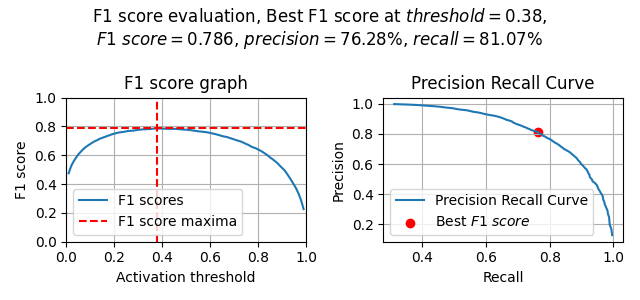 F1 score evaluation, Best F1 score at threshold = 0.38,
F1 score = 0.786, precision = 76.28%, recall = 81.07%
F1 score graph
1.0
0.8
0.6
0.4
0.2
0.0
F1 score
F1 scores
F1 score maxima
0.0 0.2 0.4 0.6 0.8 1.0
Activation threshold
Precision Recall Curve
1.0
0.8
0.6
0.4
0.2
Precision
Precision Recall Curve
Best F1 score
0.4 0.6 0.8 1.0
Recall